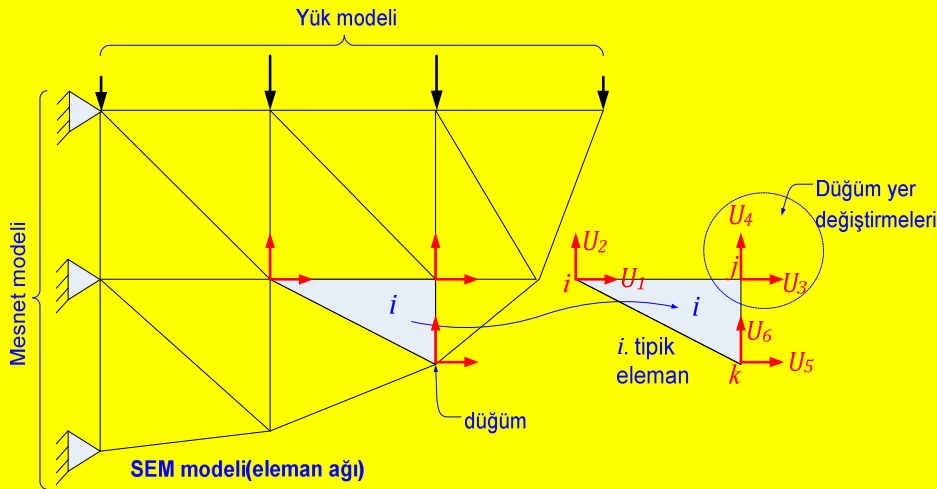 Yük modeli
Mesnet modeli
Düğüm yer
değiştirmeleri
U2
U4
i
U1
j
U3
i
i
U6
i. tipik
eleman
k
U5
düğüm
SEM modeli(eleman ağı)